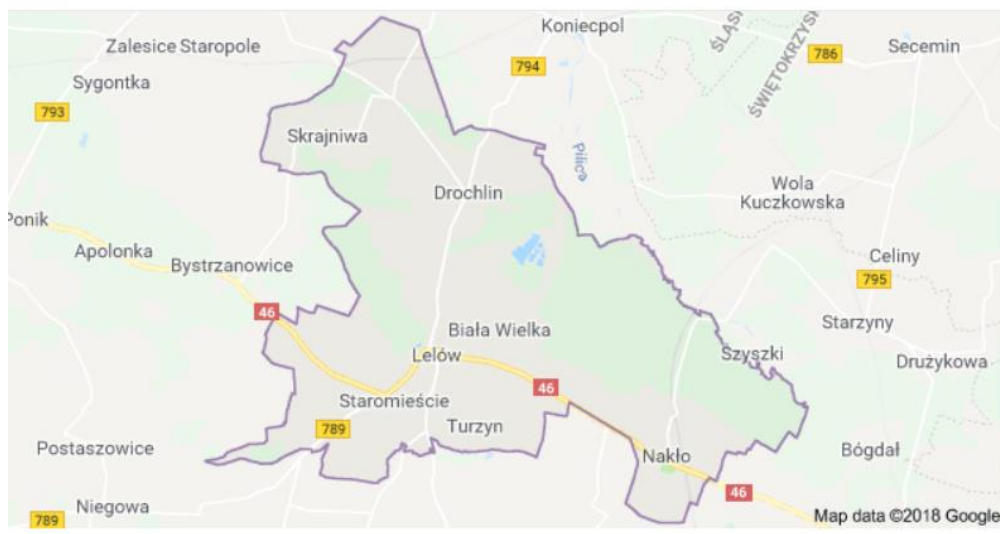 Koniecpol
ŚLĄSK
Zalesice Staropole
794
786
Secemin
Sygontka
ŚWIĘTOKRZYSK
793
Skrajniwa
Pilica
Drochlin
Wola
Kuczkowska
Ponik
Apolonka
Bystrzanowice
Celiny
795
46
Biała Wielka
Starzyny
Lelów
Szyszki
Drużykowa
46
Staromieście
789
Turzyn
Postaszowice
Nakło
Bógdał
46
Niegowa
789
Map data ©2018 Google